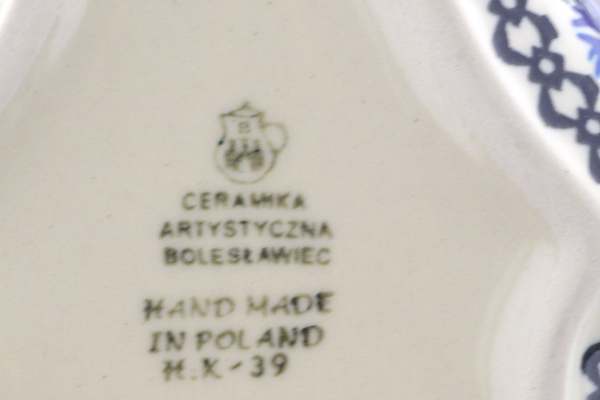 CERAMIKA
ARTYSTYCZNA
BOLESŁAWIEC
HAND MADE
IN POLAND
H.K-39